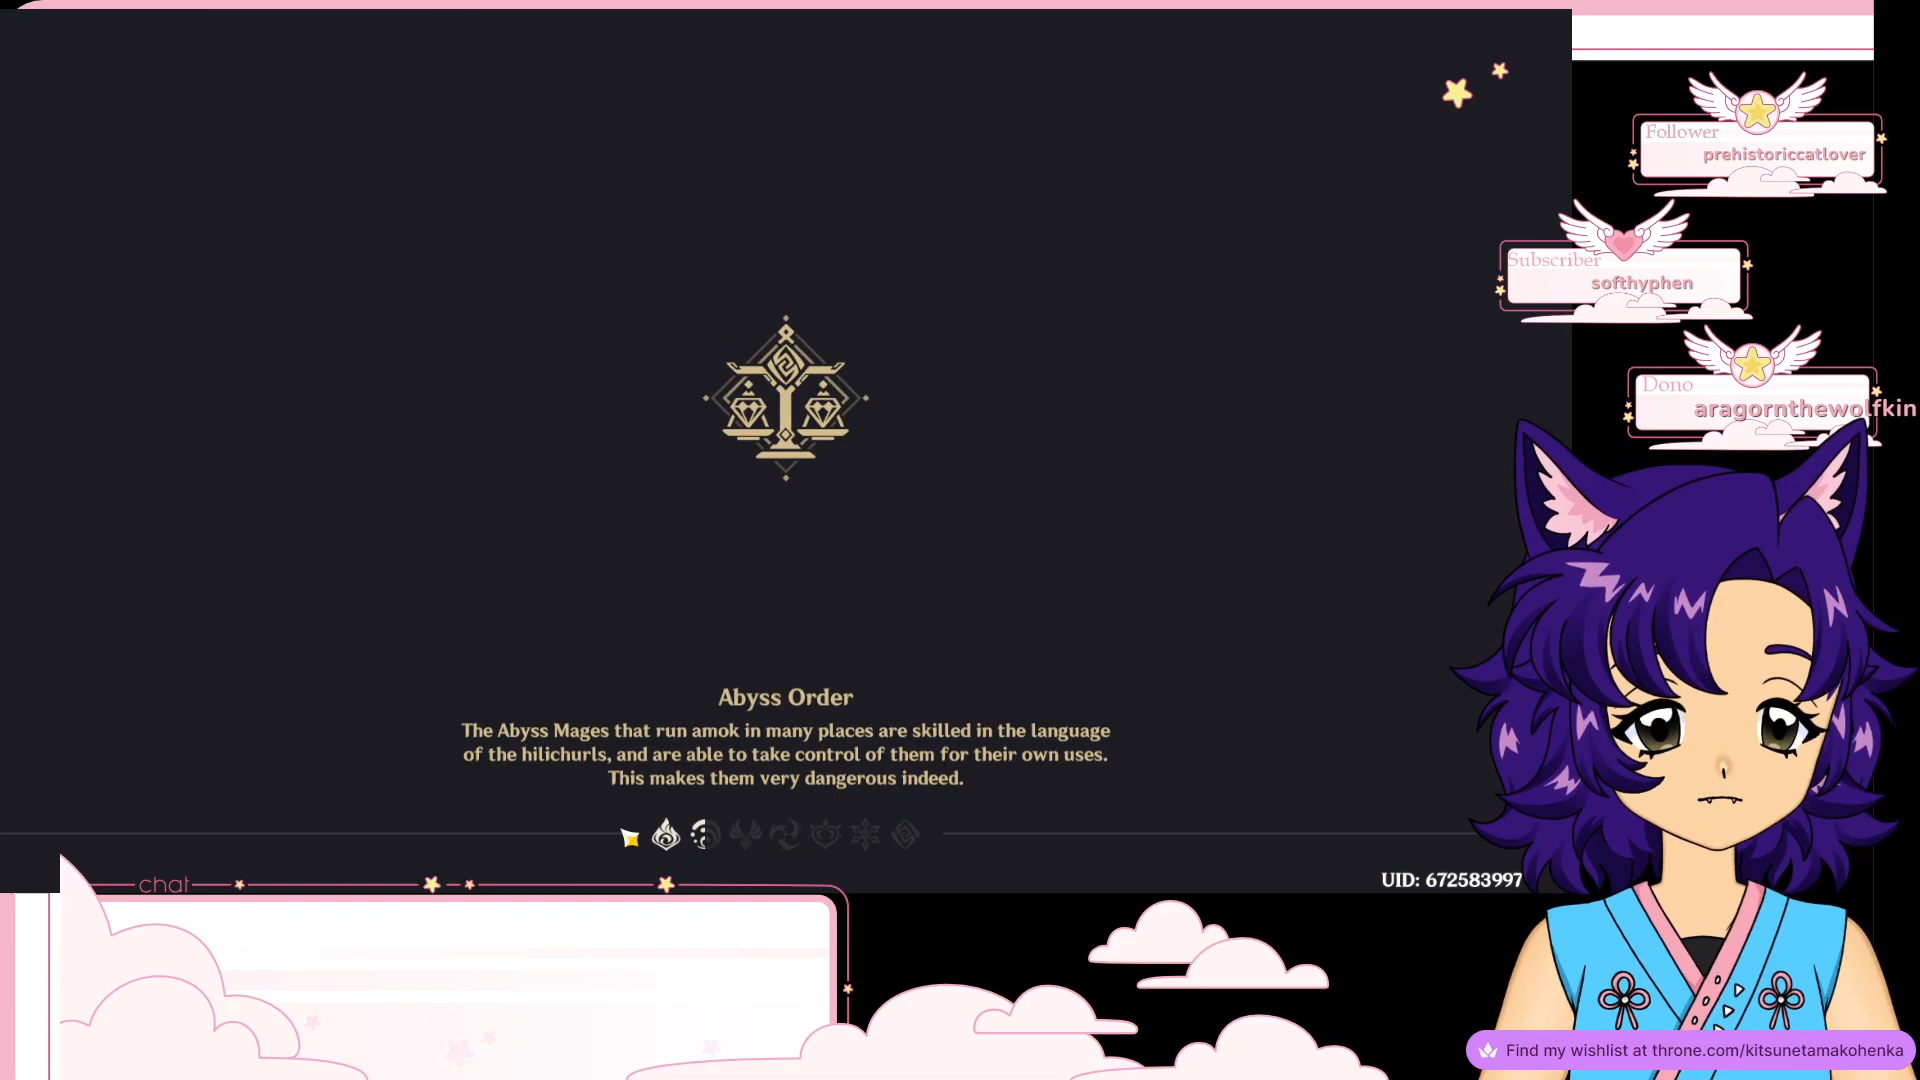 Follower
prehistoriccatlover
Subscriber
softhyphen
Dono
aragornthewolfkin
Abyss Order
The Abyss Mages that run amok in many places are skilled in the language
of the hilichurls, and are able to take control of them for their own uses.
This makes them very dangerous indeed.
UID: 672583997
chat
Find my wishlist at throne.com/kitsunetamakohenka